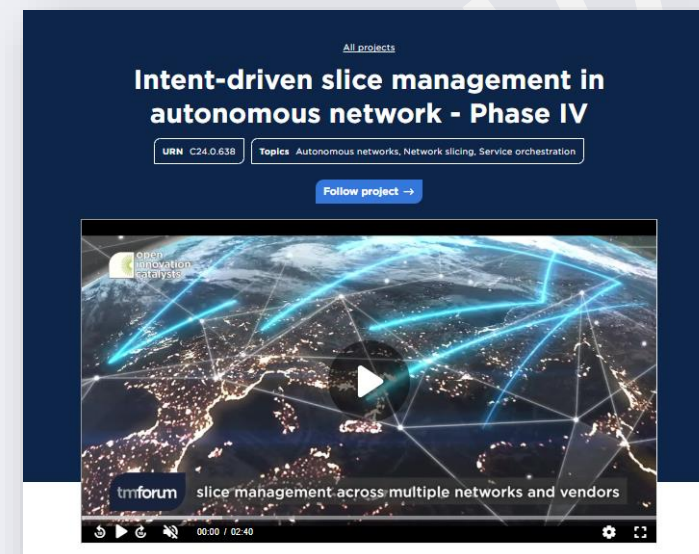 All projects
Intent-driven slice management in
autonomous network - Phase IV
URN C24.0.638 Topics Autonomous networks, Network slicing, Service orchestration
Follow project →
open
innovation
catalysts
tmforum slice management across multiple networks and vendors
00:00 / 02:40